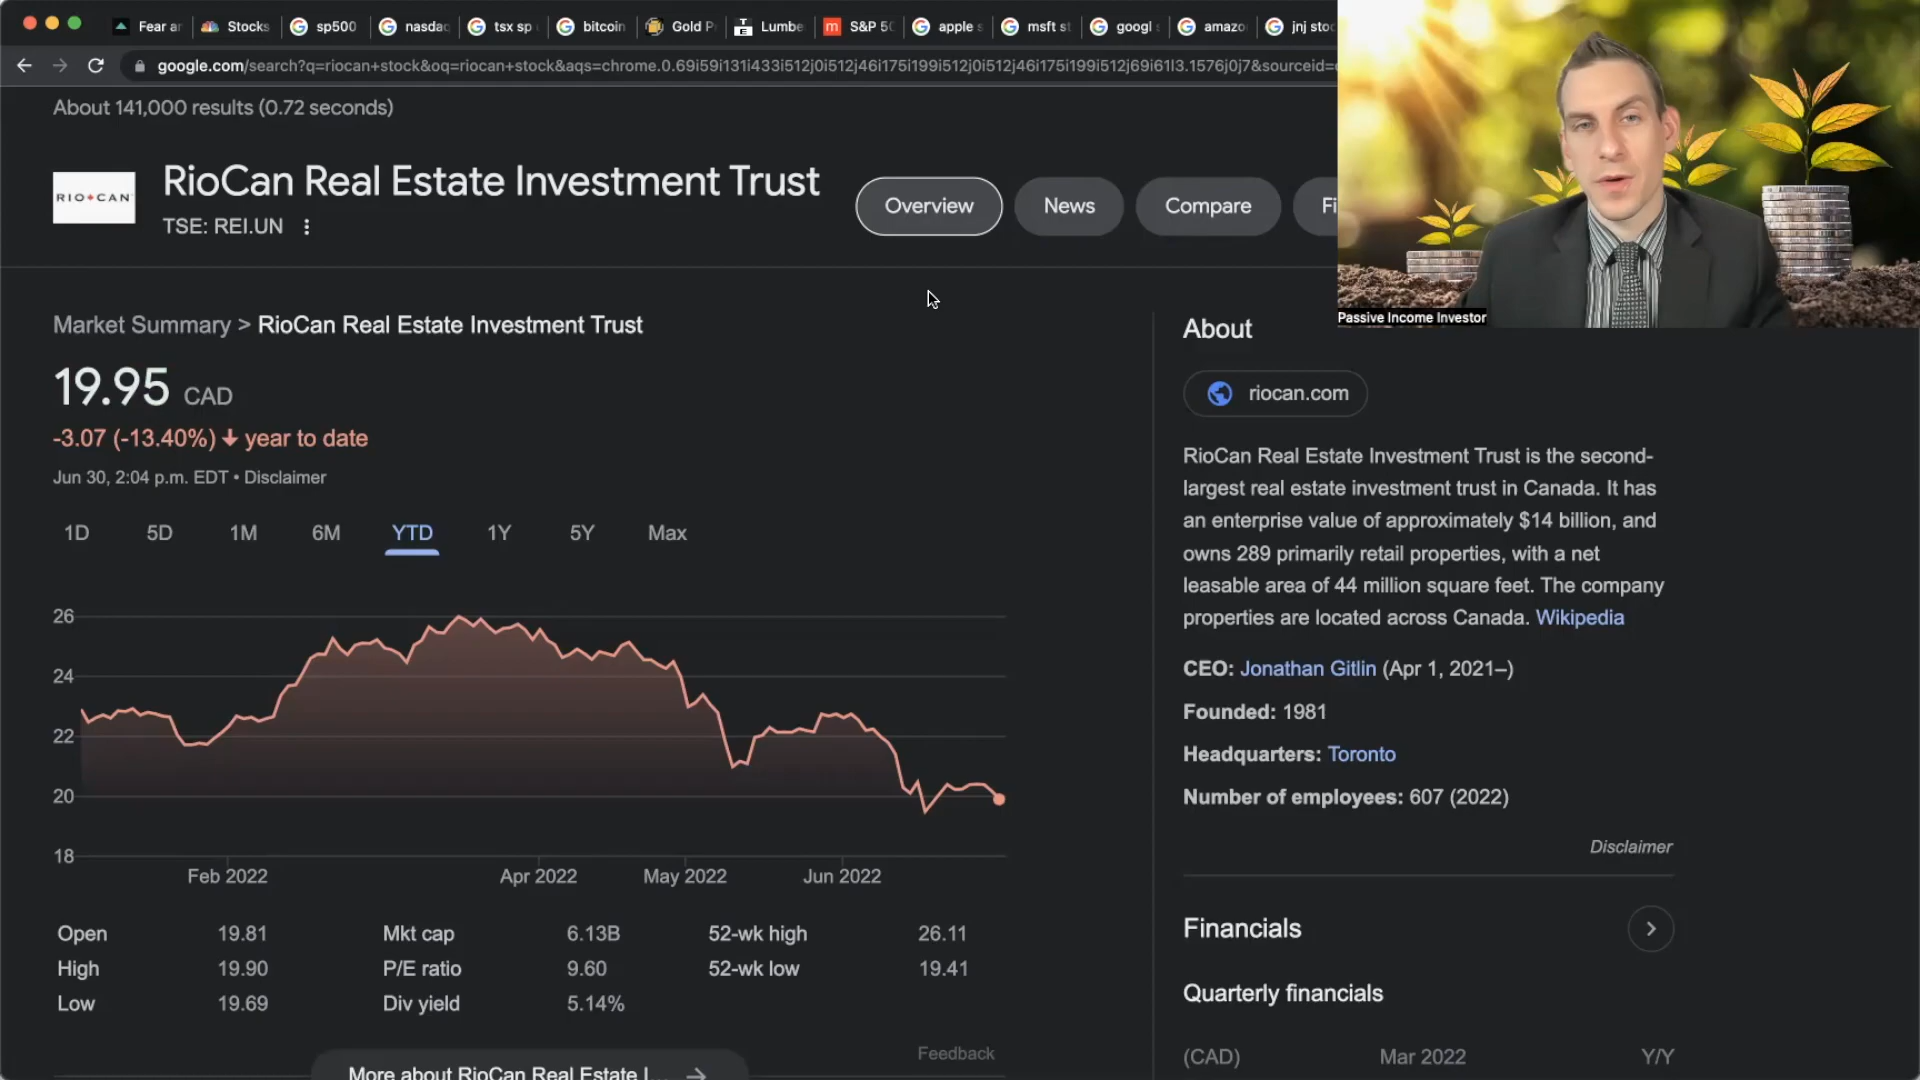 Fear an
Stocks
sp500
nasdaq
tsx sp
bitcoin
Gold P
Lumbe
S&P 50
apple s
msft st
googl s
amazo
jnj stoc
google.com/search?q=riocan+stock&oq=riocan+stock&aqs=chrome.0.69i59i131i433i512j0i512j46i175i199i512j0i512j46i175i199i512j69i61l3.1576j0j7&sourceid=c
About 141,000 results (0.72 seconds)
RIO+CAN
RioCan Real Estate Investment Trust
TSE: REI.UN
Overview
News
Compare
Fi
Passive Income Investor
Market Summary > RioCan Real Estate Investment Trust
19.95 CAD
-3.07 (-13.40%) ↓ year to date
Jun 30, 2:04 p.m. EDT • Disclaimer
1D 5D 1M 6M YTD 1Y 5Y Max
26
24
22
20
18
Feb 2022 Apr 2022 May 2022 Jun 2022
Open 19.81 Mkt cap 6.13B 52-wk high 26.11
High 19.90 P/E ratio 9.60 52-wk low 19.41
Low 19.69 Div yield 5.14%
Feedback
More about RioCan Real Estate I... →
About
riocan.com
RioCan Real Estate Investment Trust is the second-
largest real estate investment trust in Canada. It has
an enterprise value of approximately $14 billion, and
owns 289 primarily retail properties, with a net
leasable area of 44 million square feet. The company
properties are located across Canada. Wikipedia
CEO: Jonathan Gitlin (Apr 1, 2021–)
Founded: 1981
Headquarters: Toronto
Number of employees: 607 (2022)
Disclaimer
Financials
Quarterly financials
(CAD) Mar 2022 Y/Y